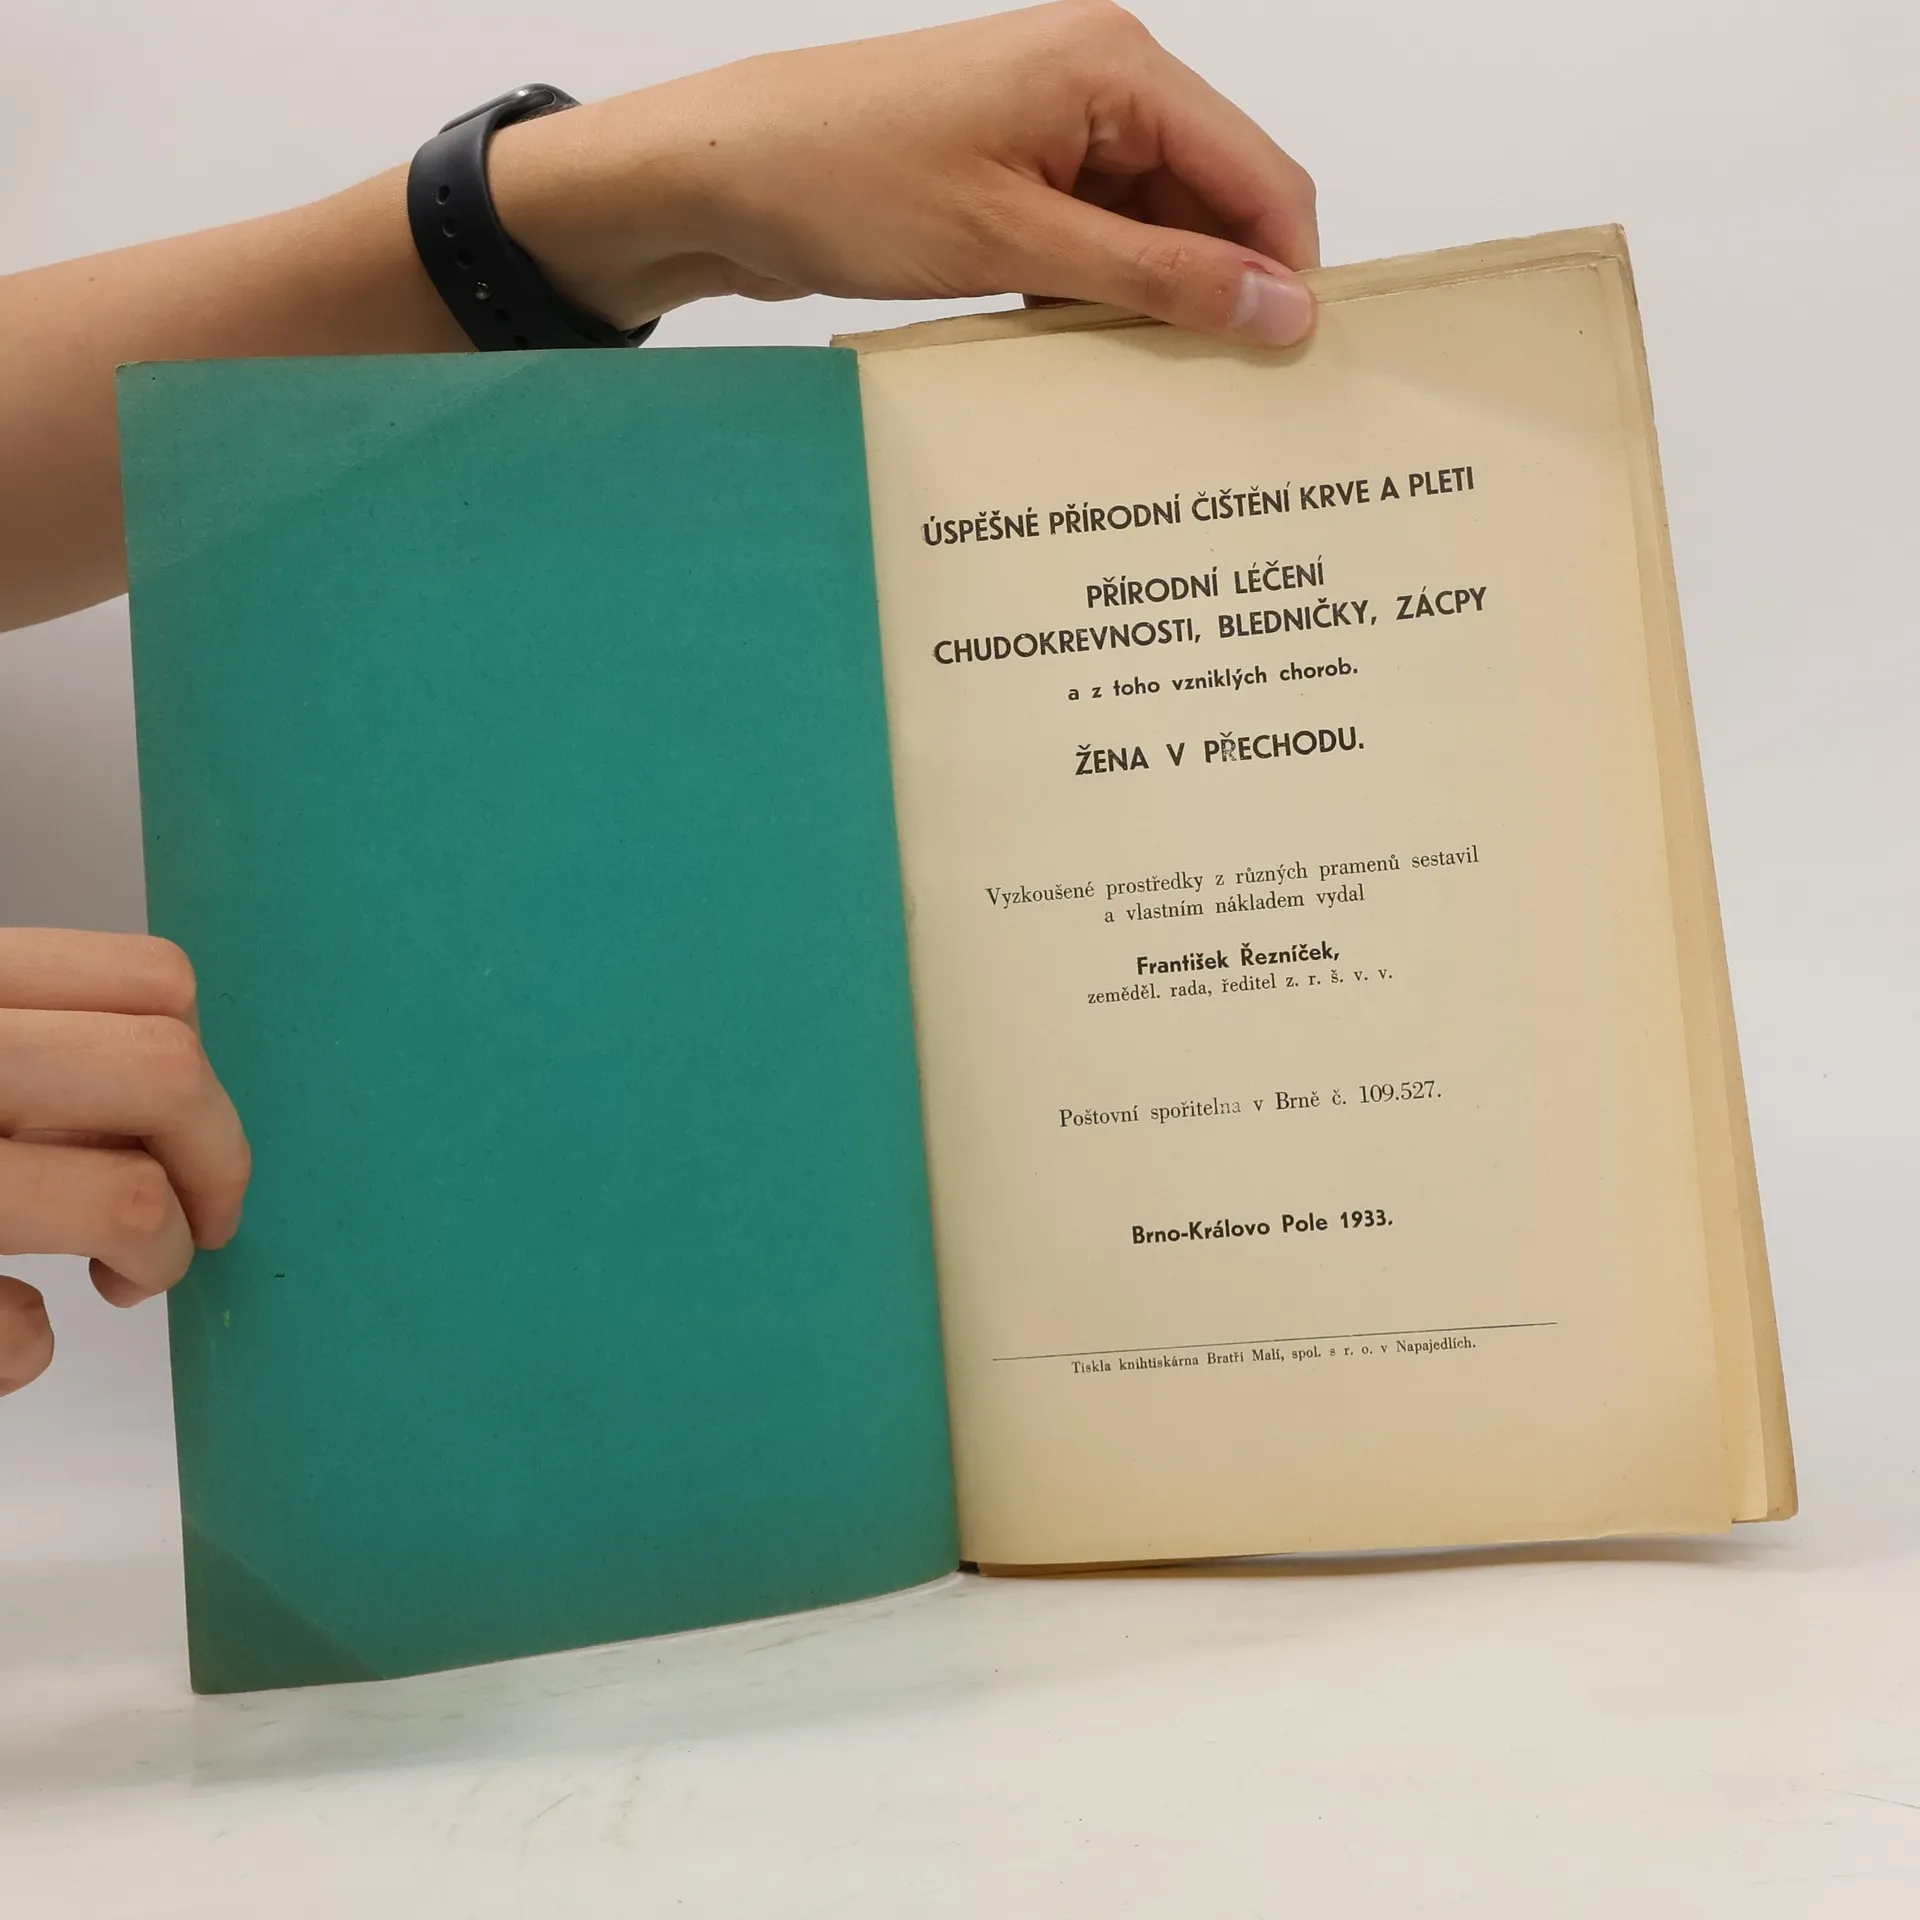 ÚSPĚŠNÉ PŘÍRODNÍ ČIŠTĚNÍ KRVE A PLETI
PŘÍRODNÍ LÉČENÍ
CHUDOKREVNOSTI, BLEDNIČKY, ZÁCPY
a z toho vzniklých chorob.
ŽENA V PŘECHODU.
Vyzkoušené prostředky z různých pramenů sestavil
a vlastním nákladem vydal
František Řezníček,
zeměděl. rada, ředitel z. r. š. v. v.
Poštovní spořitelna v Brně č. 109.527.
Brno-Královo Pole 1933.
Tiskla knihtiskárna Bratří Malí, spol. s r. o. v Napajedlích.